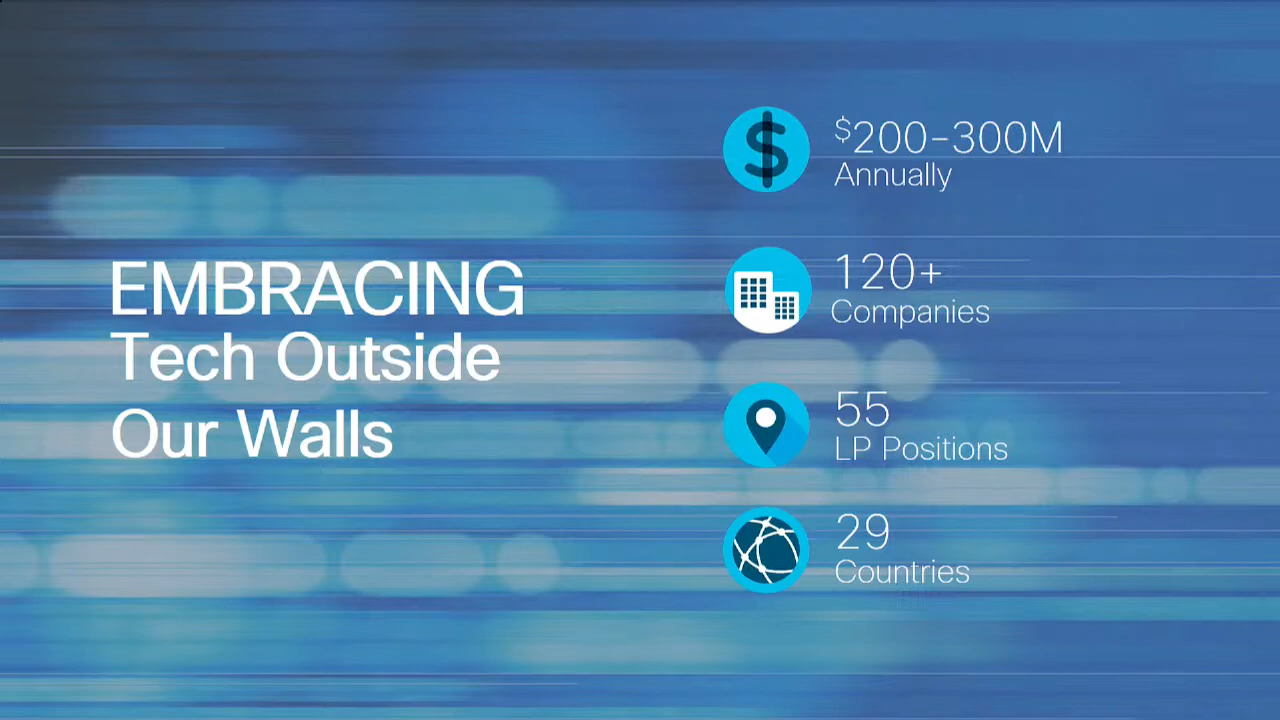 EMBRACING
Tech Outside
Our Walls
$200–300M
Annually
120+
Companies
55
LP Positions
29
Countries